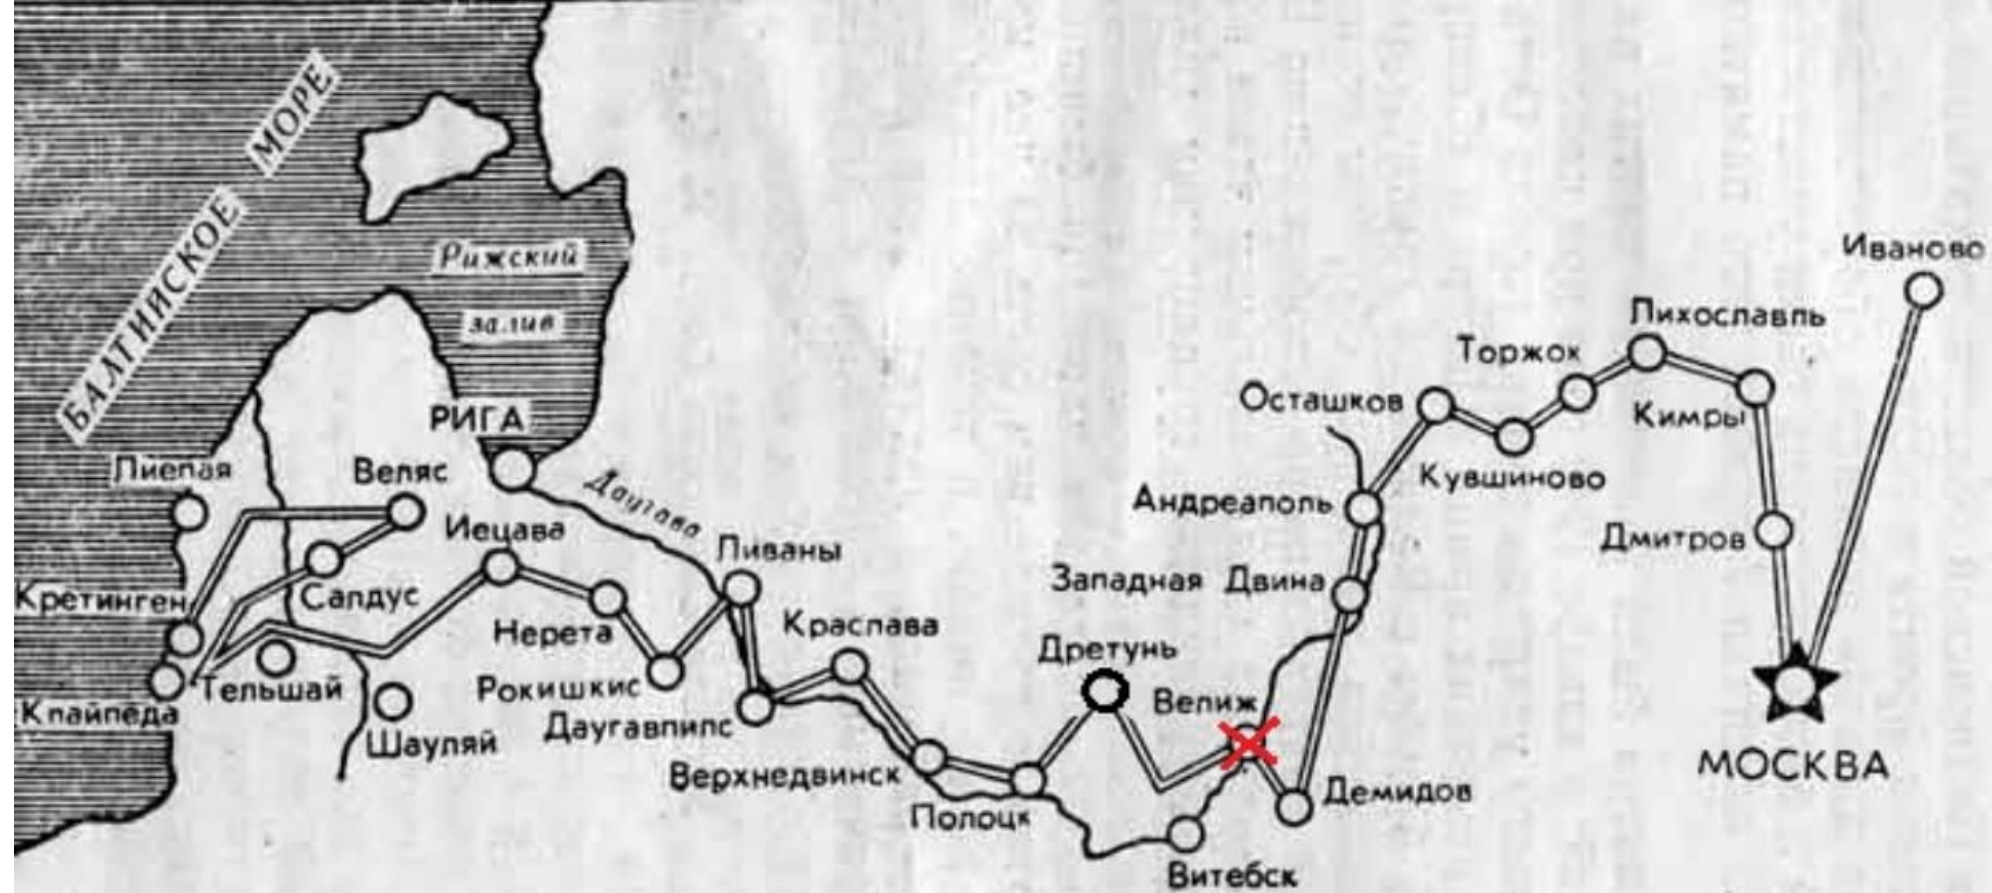 БАЛТИЙСКОЕ МОРЕ
Рижский
залив
Иваново
Лихославль
Торжок
Осташков
Кимры
РИГА
Лиепая
Веляс
Даугава
Кувшиново
Андреаполь
Иецава
Ливаны
Дмитров
Западная Двина
Кретинген
Салдус
Нерета
Краслава
Дретунь
Тельшай
Рокишкис
Велиж
Клайпеда
Даугавпилс
Шауляй
Верхнедвинск
МОСКВА
Демидов
Полоцк
Витебск